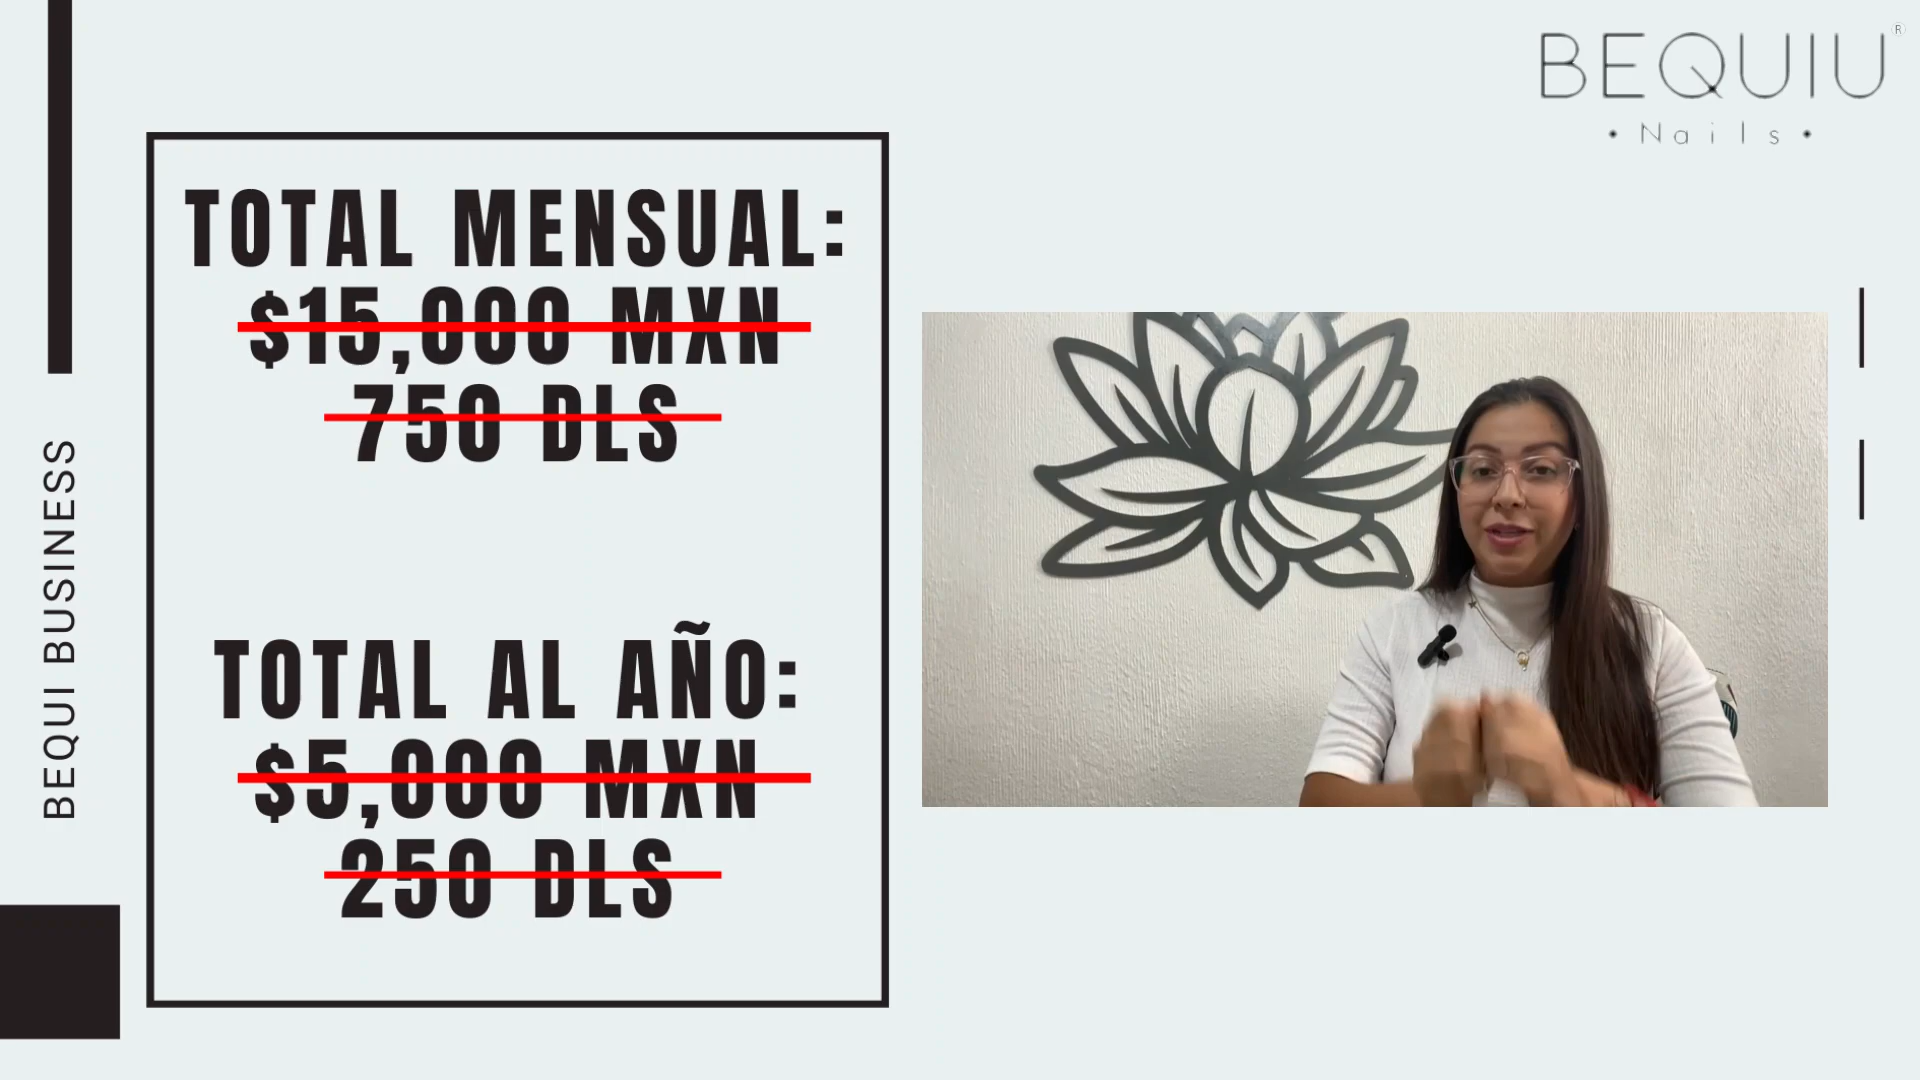 BEQUIU®
• Nails •
TOTAL MENSUAL:
$15,000 MXN
750 DLS
TOTAL AL AÑO:
$5,000 MXN
250 DLS
BEQUI BUSINESS